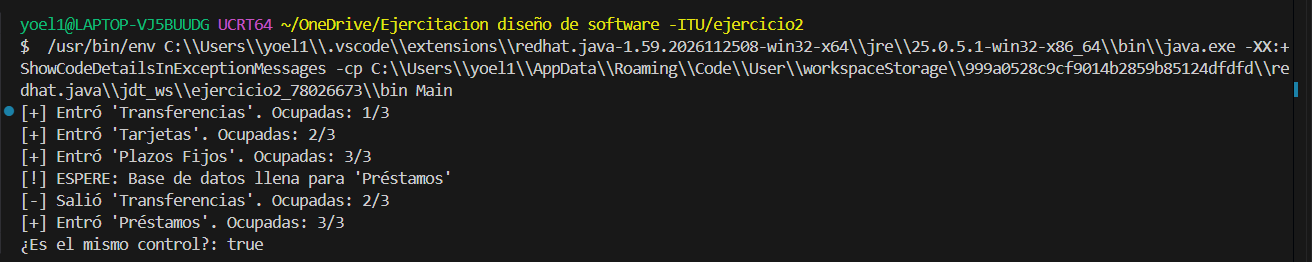 yoel1@LAPTOP-VJ5BUUDG UCRT64 ~/OneDrive/Ejercitacion diseño de software -ITU/ejercicio2
$  /usr/bin/env C:\\Users\\yoel1\\.vscode\\extensions\\redhat.java-1.59.2026112508-win32-x64\\jre\\25.0.5.1-win32-x86_64\\bin\\java.exe -XX:+
ShowCodeDetailsInExceptionMessages -cp C:\\Users\\yoel1\\AppData\\Roaming\\Code\\User\\workspaceStorage\\999a0528c9cf9014b2859b85124dfdfd\\re
dhat.java\\jdt_ws\\ejercicio2_78026673\\bin Main
[+] Entró 'Transferencias'. Ocupadas: 1/3
[+] Entró 'Tarjetas'. Ocupadas: 2/3
[+] Entró 'Plazos Fijos'. Ocupadas: 3/3
[!] ESPERE: Base de datos llena para 'Préstamos'
[-] Salió 'Transferencias'. Ocupadas: 2/3
[+] Entró 'Préstamos'. Ocupadas: 3/3
¿Es el mismo control?: true